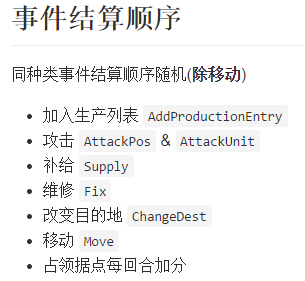 事件结算顺序
同种类事件结算顺序随机(除移动)
• 加入生产列表 AddProductionEntry
• 攻击 AttackPos & AttackUnit
• 补给 Supply
• 维修 Fix
• 改变目的地 ChangeDest
• 移动 Move
• 占领据点每回合加分